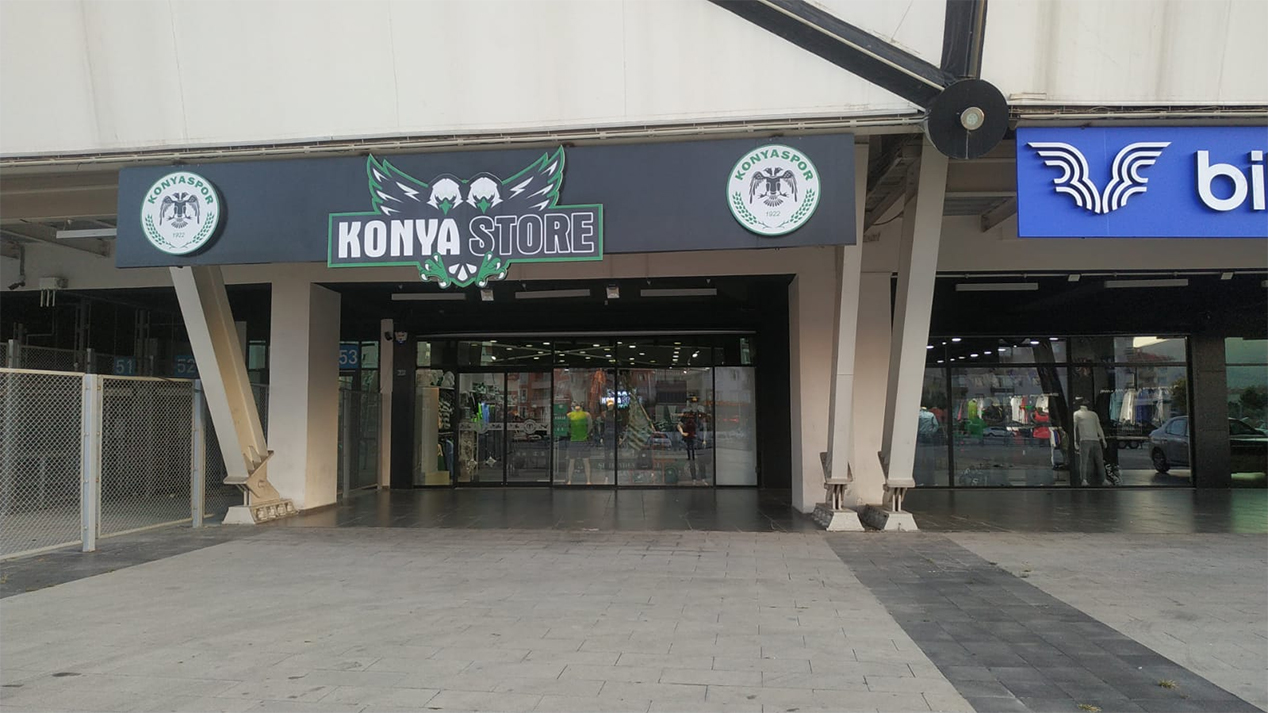 KONYASPOR
1922
KONYA STORE
KONYASPOR
1922
bi
51
52
53